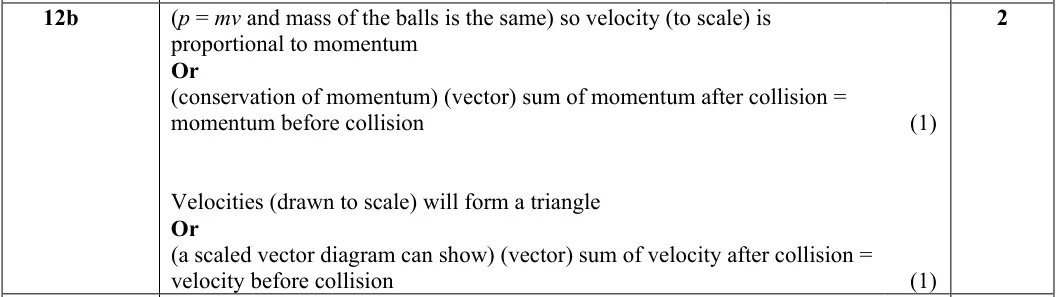 12b (p = mv and mass of the balls is the same) so velocity (to scale) is 2
proportional to momentum
Or
(conservation of momentum) (vector) sum of momentum after collision =
momentum before collision (1)
Velocities (drawn to scale) will form a triangle
Or
(a scaled vector diagram can show) (vector) sum of velocity after collision =
velocity before collision (1)